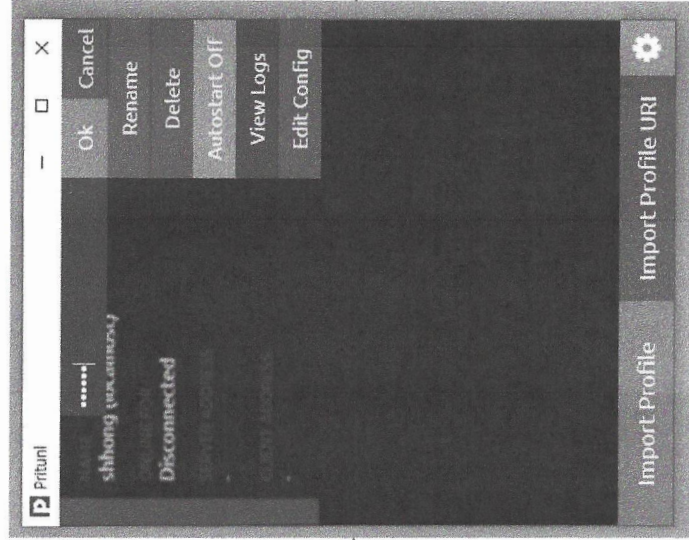 Pritunl
••••••
Ok
Cancel
shhong
Rename
Disconnected
Delete
Autostart Off
View Logs
Edit Config
Import Profile
Import Profile URI